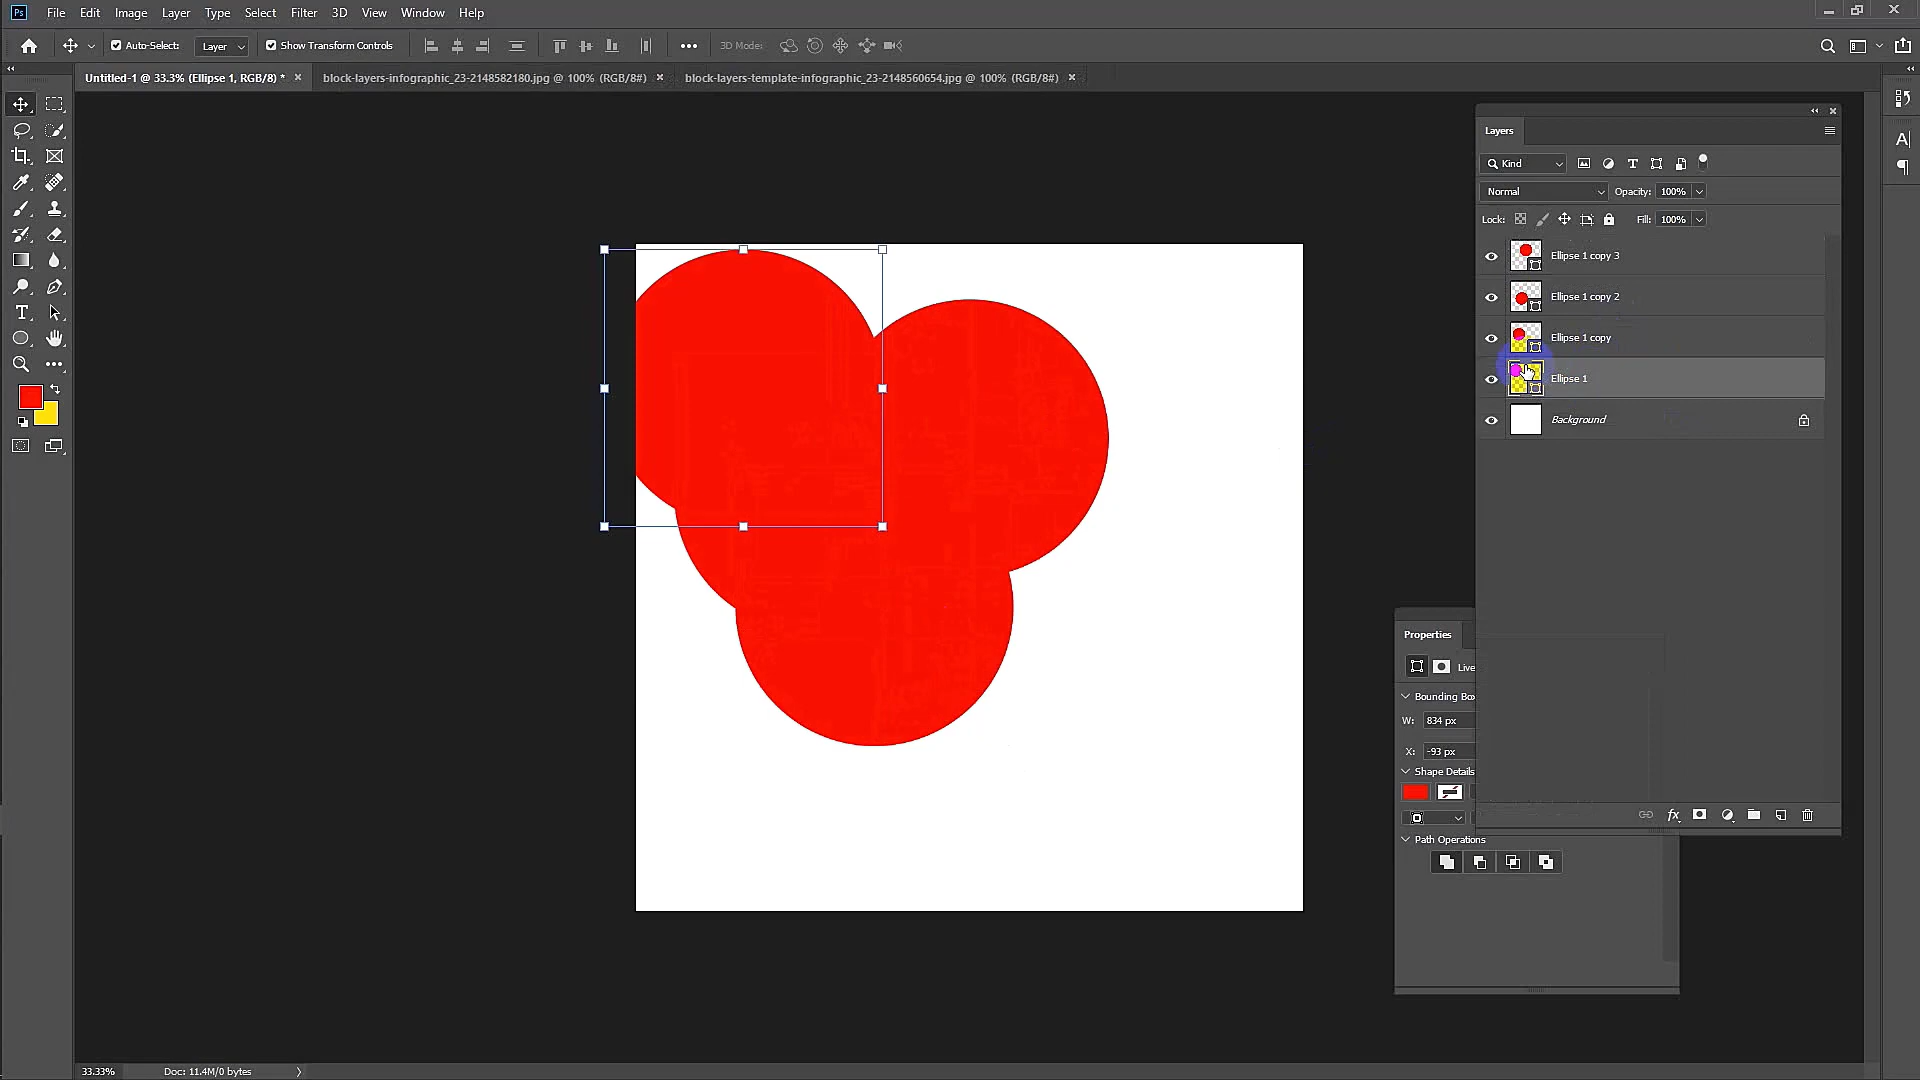 Ps File Edit Image Layer Type Select Filter 3D View Window Help
Auto-Select: Layer Show Transform Controls 3D Mode:
Untitled-1 @ 33.3% (Ellipse 1, RGB/8) * × block-layers-infographic_23-2148582180.jpg @ 100% (RGB/8#) × block-layers-template-infographic_23-2148560654.jpg @ 100% (RGB/8#) ×
Layers
Kind
Normal Opacity: 100%
Lock: Fill: 100%
Ellipse 1 copy 3
Ellipse 1 copy 2
Ellipse 1 copy
Ellipse 1
Background
Properties
Live
Bounding Box
W: 834 px
X: -93 px
Shape Details
Path Operations
33.33% Doc: 11.4M/0 bytes